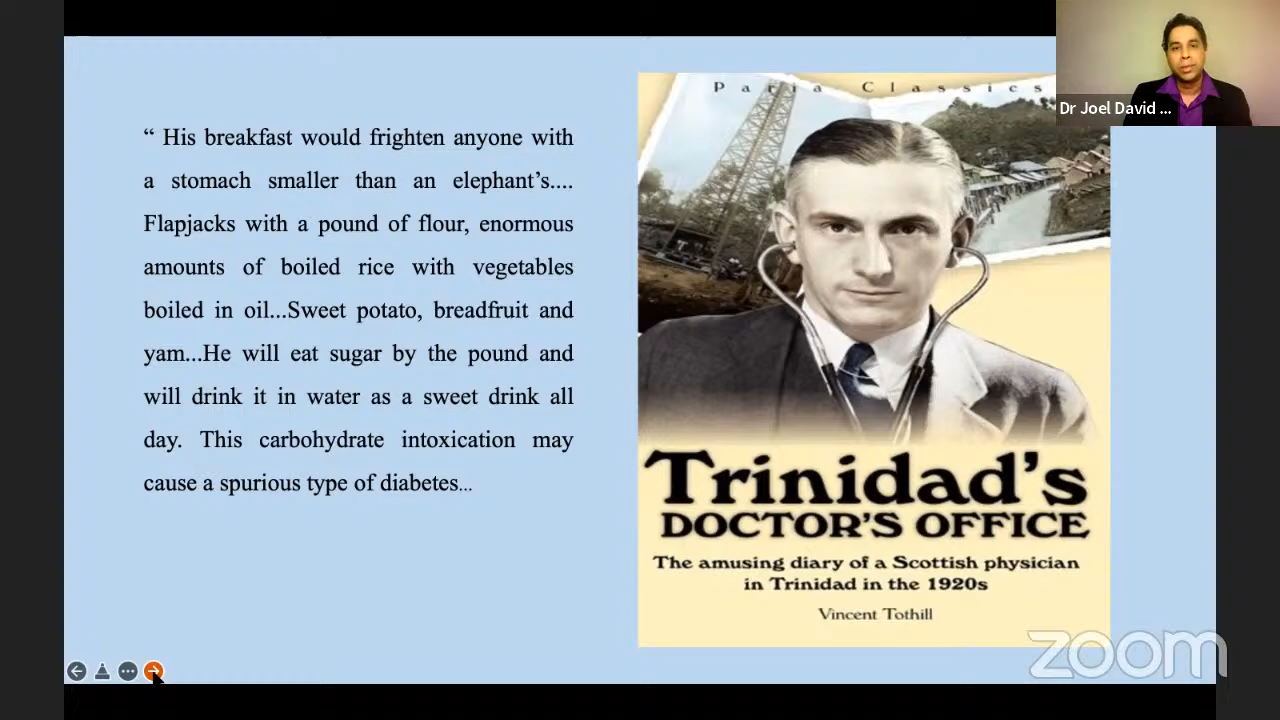 “ His breakfast would frighten anyone with
a stomach smaller than an elephant’s....
Flapjacks with a pound of flour, enormous
amounts of boiled rice with vegetables
boiled in oil...Sweet potato, breadfruit and
yam...He will eat sugar by the pound and
will drink it in water as a sweet drink all
day. This carbohydrate intoxication may
cause a spurious type of diabetes...
Paria Classics
Trinidad’s
DOCTOR’S OFFICE
The amusing diary of a Scottish physician
in Trinidad in the 1920s
Vincent Tothill
Dr Joel David ...
zoom